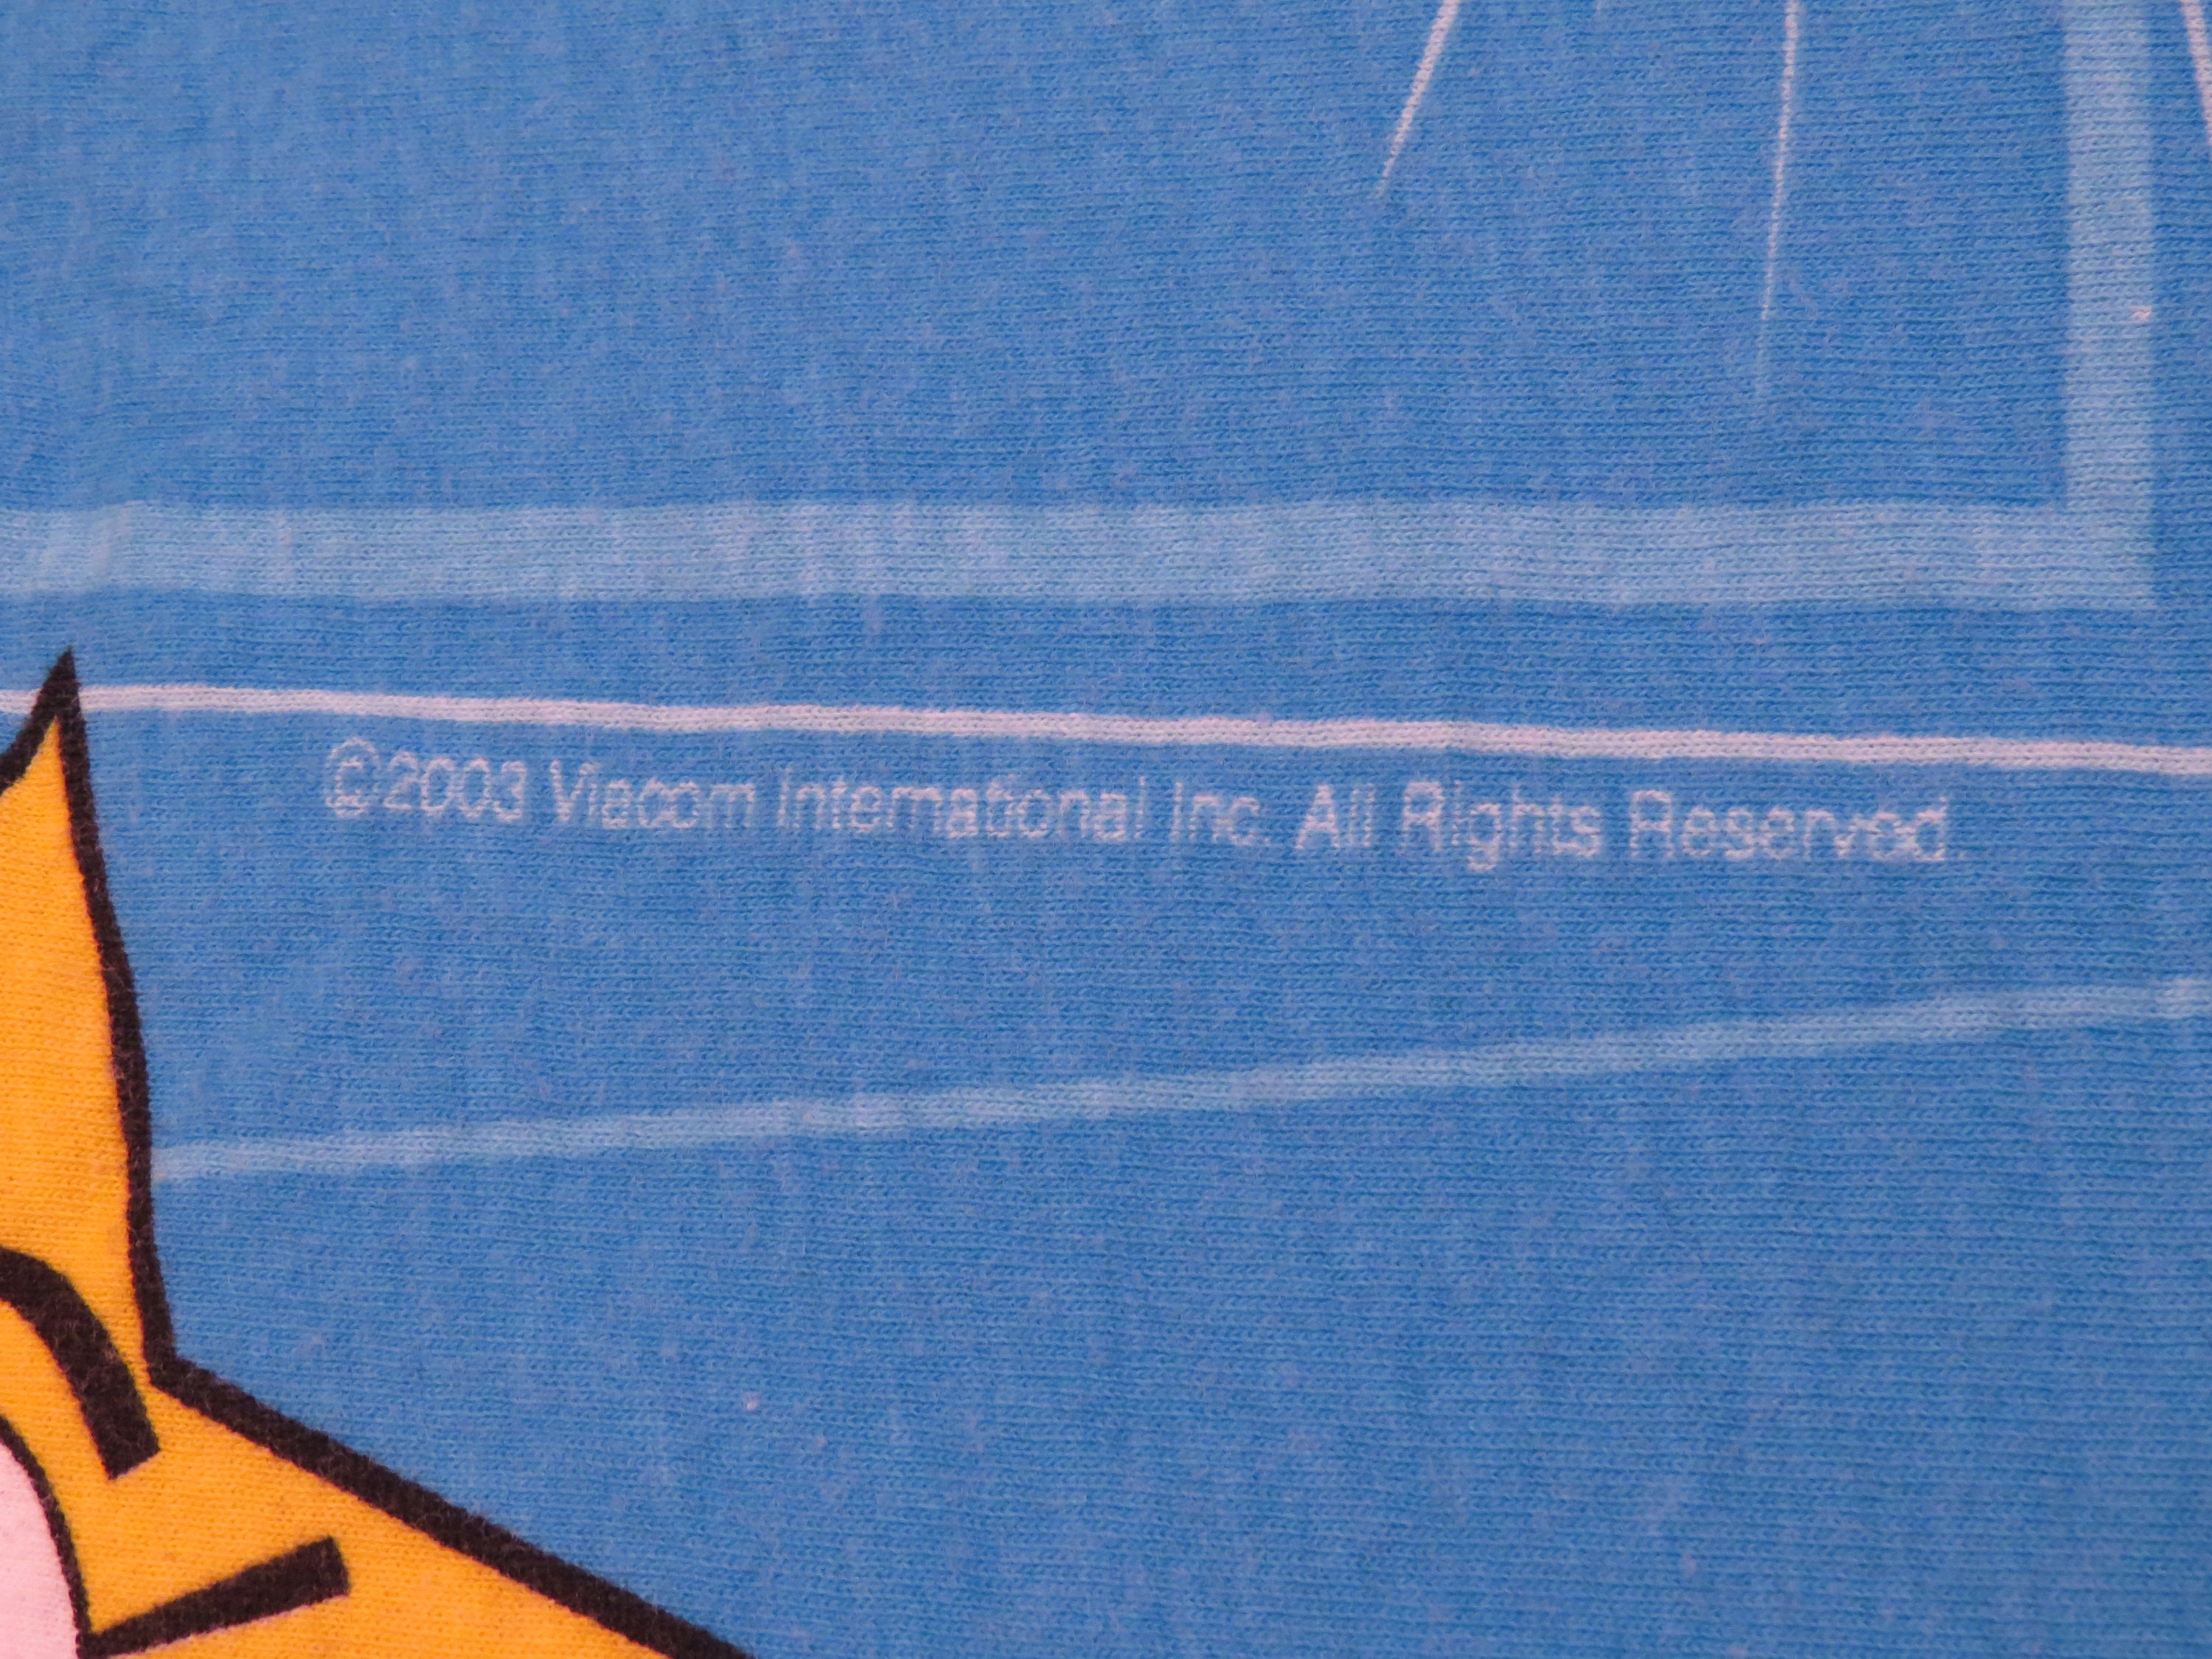 ©2003 Viacom International Inc. All Rights Reserved.